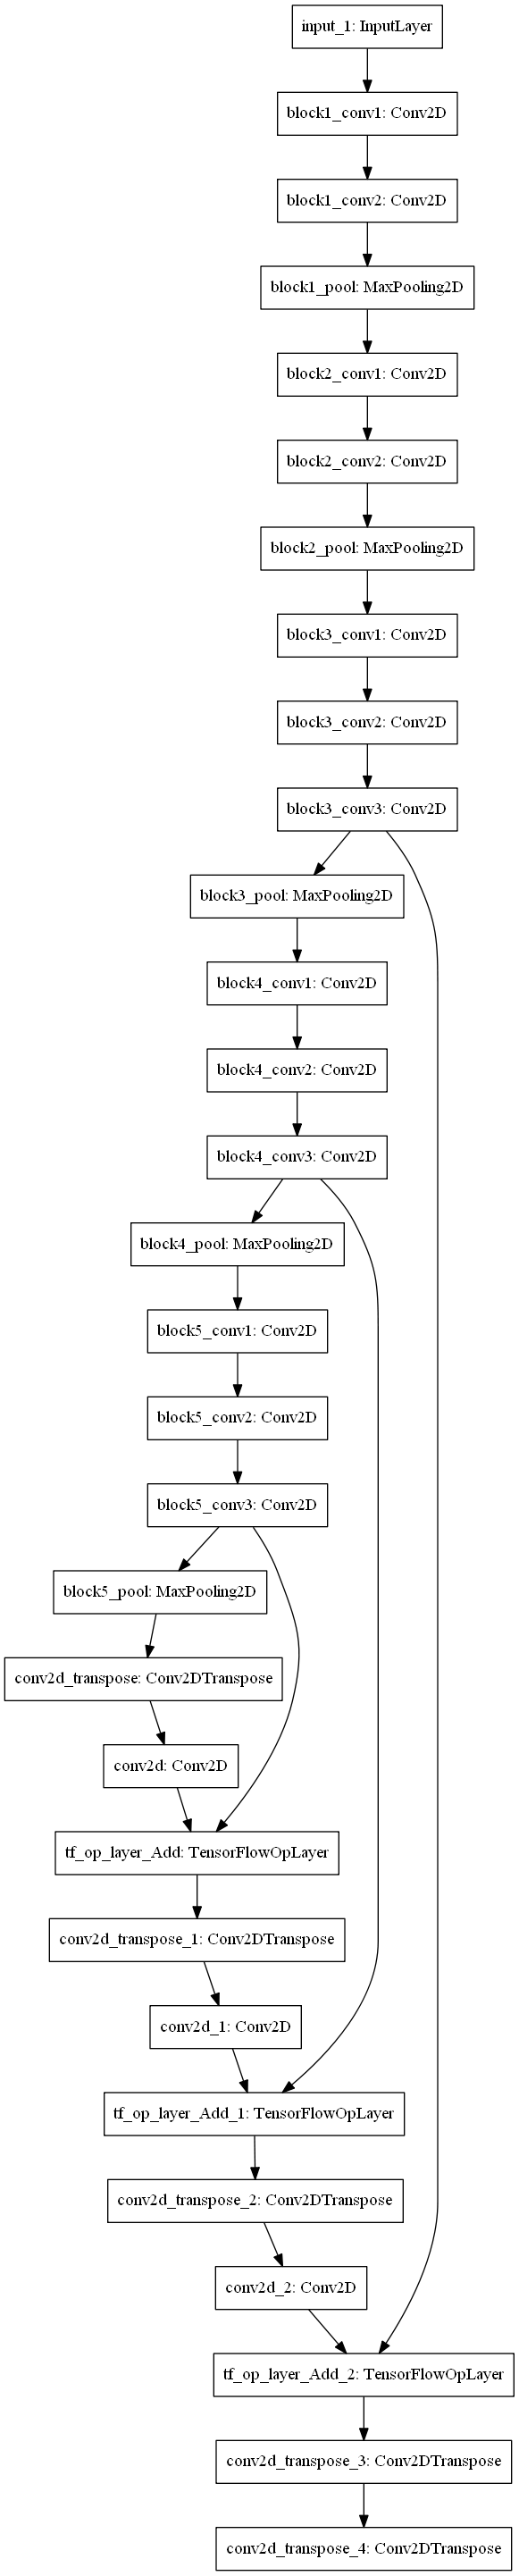 input_1: InputLayer
block1_conv1: Conv2D
block1_conv2: Conv2D
block1_pool: MaxPooling2D
block2_conv1: Conv2D
block2_conv2: Conv2D
block2_pool: MaxPooling2D
block3_conv1: Conv2D
block3_conv2: Conv2D
block3_conv3: Conv2D
block3_pool: MaxPooling2D
block4_conv1: Conv2D
block4_conv2: Conv2D
block4_conv3: Conv2D
block4_pool: MaxPooling2D
block5_conv1: Conv2D
block5_conv2: Conv2D
block5_conv3: Conv2D
block5_pool: MaxPooling2D
conv2d_transpose: Conv2DTranspose
conv2d: Conv2D
tf_op_layer_Add: TensorFlowOpLayer
conv2d_transpose_1: Conv2DTranspose
conv2d_1: Conv2D
tf_op_layer_Add_1: TensorFlowOpLayer
conv2d_transpose_2: Conv2DTranspose
conv2d_2: Conv2D
tf_op_layer_Add_2: TensorFlowOpLayer
conv2d_transpose_3: Conv2DTranspose
conv2d_transpose_4: Conv2DTranspose